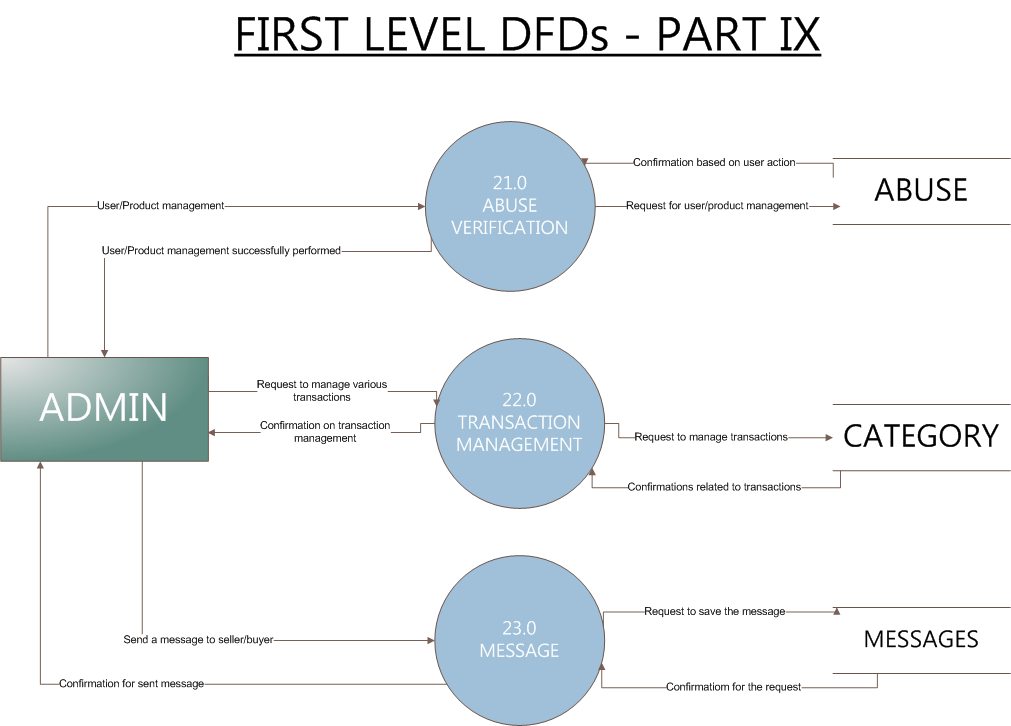 FIRST LEVEL DFDs - PART IX
Confirmation based on user action
21.0
ABUSE
VERIFICATION
ABUSE
User/Product management
Request for user/product management
User/Product management successfully performed
ADMIN
Request to manage various
transactions
22.0
TRANSACTION
MANAGEMENT
Confirmation on transaction
management
Request to manage transactions
CATEGORY
Confirmations related to transactions
Request to save the message
23.0
MESSAGE
MESSAGES
Send a message to seller/buyer
Confirmation for sent message
Confirmatiom for the request